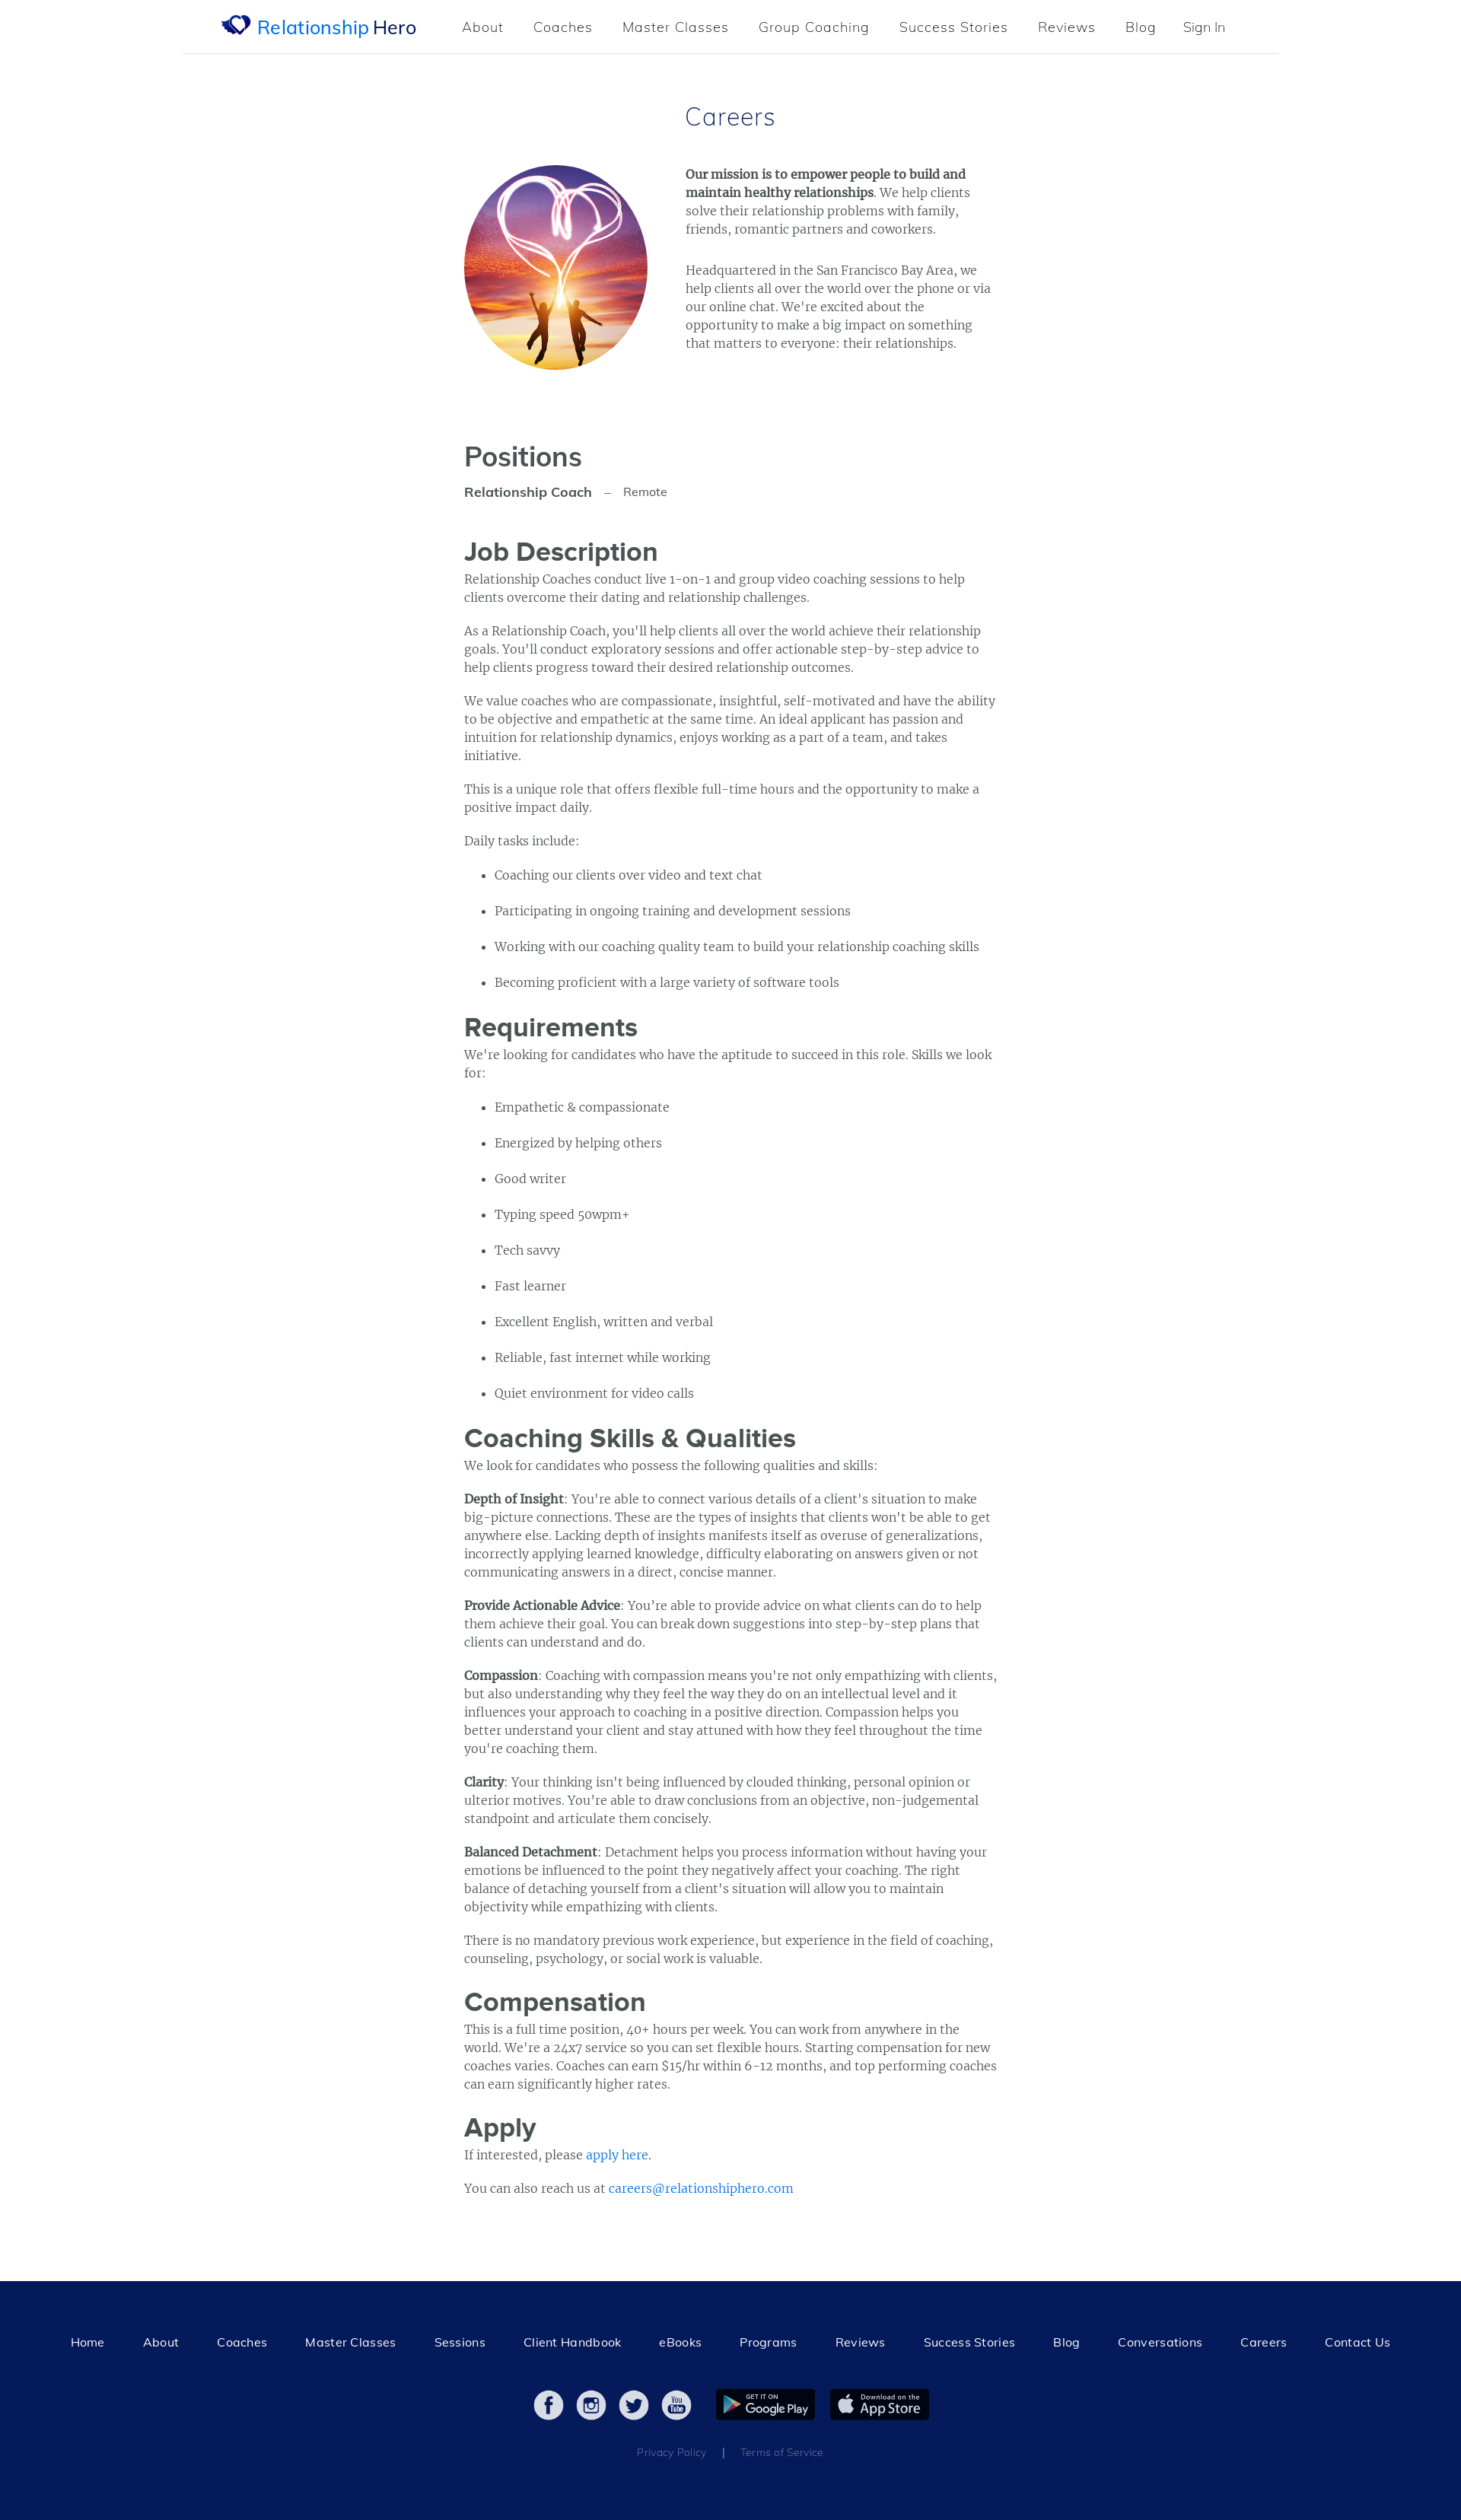 Relationship Hero About Coaches Master Classes Group Coaching Success Stories Reviews Blog Sign In
Careers
Our mission is to empower people to build and
maintain healthy relationships. We help clients
solve their relationship problems with family,
friends, romantic partners and coworkers.
Headquartered in the San Francisco Bay Area, we
help clients all over the world over the phone or via
our online chat. We're excited about the
opportunity to make a big impact on something
that matters to everyone: their relationships.
Positions
Relationship Coach – Remote
Job Description
Relationship Coaches conduct live 1-on-1 and group video coaching sessions to help
clients overcome their dating and relationship challenges.
As a Relationship Coach, you'll help clients all over the world achieve their relationship
goals. You'll conduct exploratory sessions and offer actionable step-by-step advice to
help clients progress toward their desired relationship outcomes.
We value coaches who are compassionate, insightful, self-motivated and have the ability
to be objective and empathetic at the same time. An ideal applicant has passion and
intuition for relationship dynamics, enjoys working as a part of a team, and takes
initiative.
This is a unique role that offers flexible full-time hours and the opportunity to make a
positive impact daily.
Daily tasks include:
• Coaching our clients over video and text chat
• Participating in ongoing training and development sessions
• Working with our coaching quality team to build your relationship coaching skills
• Becoming proficient with a large variety of software tools
Requirements
We're looking for candidates who have the aptitude to succeed in this role. Skills we look
for:
• Empathetic & compassionate
• Energized by helping others
• Good writer
• Typing speed 50wpm+
• Tech savvy
• Fast learner
• Excellent English, written and verbal
• Reliable, fast internet while working
• Quiet environment for video calls
Coaching Skills & Qualities
We look for candidates who possess the following qualities and skills:
Depth of Insight: You're able to connect various details of a client's situation to make
big-picture connections. These are the types of insights that clients won't be able to get
anywhere else. Lacking depth of insights manifests itself as overuse of generalizations,
incorrectly applying learned knowledge, difficulty elaborating on answers given or not
communicating answers in a direct, concise manner.
Provide Actionable Advice: You’re able to provide advice on what clients can do to help
them achieve their goal. You can break down suggestions into step-by-step plans that
clients can understand and do.
Compassion: Coaching with compassion means you're not only empathizing with clients,
but also understanding why they feel the way they do on an intellectual level and it
influences your approach to coaching in a positive direction. Compassion helps you
better understand your client and stay attuned with how they feel throughout the time
you're coaching them.
Clarity: Your thinking isn't being influenced by clouded thinking, personal opinion or
ulterior motives. You’re able to draw conclusions from an objective, non-judgemental
standpoint and articulate them concisely.
Balanced Detachment: Detachment helps you process information without having your
emotions be influenced to the point they negatively affect your coaching. The right
balance of detaching yourself from a client's situation will allow you to maintain
objectivity while empathizing with clients.
There is no mandatory previous work experience, but experience in the field of coaching,
counseling, psychology, or social work is valuable.
Compensation
This is a full time position, 40+ hours per week. You can work from anywhere in the
world. We're a 24x7 service so you can set flexible hours. Starting compensation for new
coaches varies. Coaches can earn $15/hr within 6-12 months, and top performing coaches
can earn significantly higher rates.
Apply
If interested, please apply here.
You can also reach us at careers@relationshiphero.com
Home About Coaches Master Classes Sessions Client Handbook eBooks Programs Reviews Success Stories Blog Conversations Careers Contact Us
You Tube GET IT ON Google Play Download on the App Store
Privacy Policy | Terms of Service